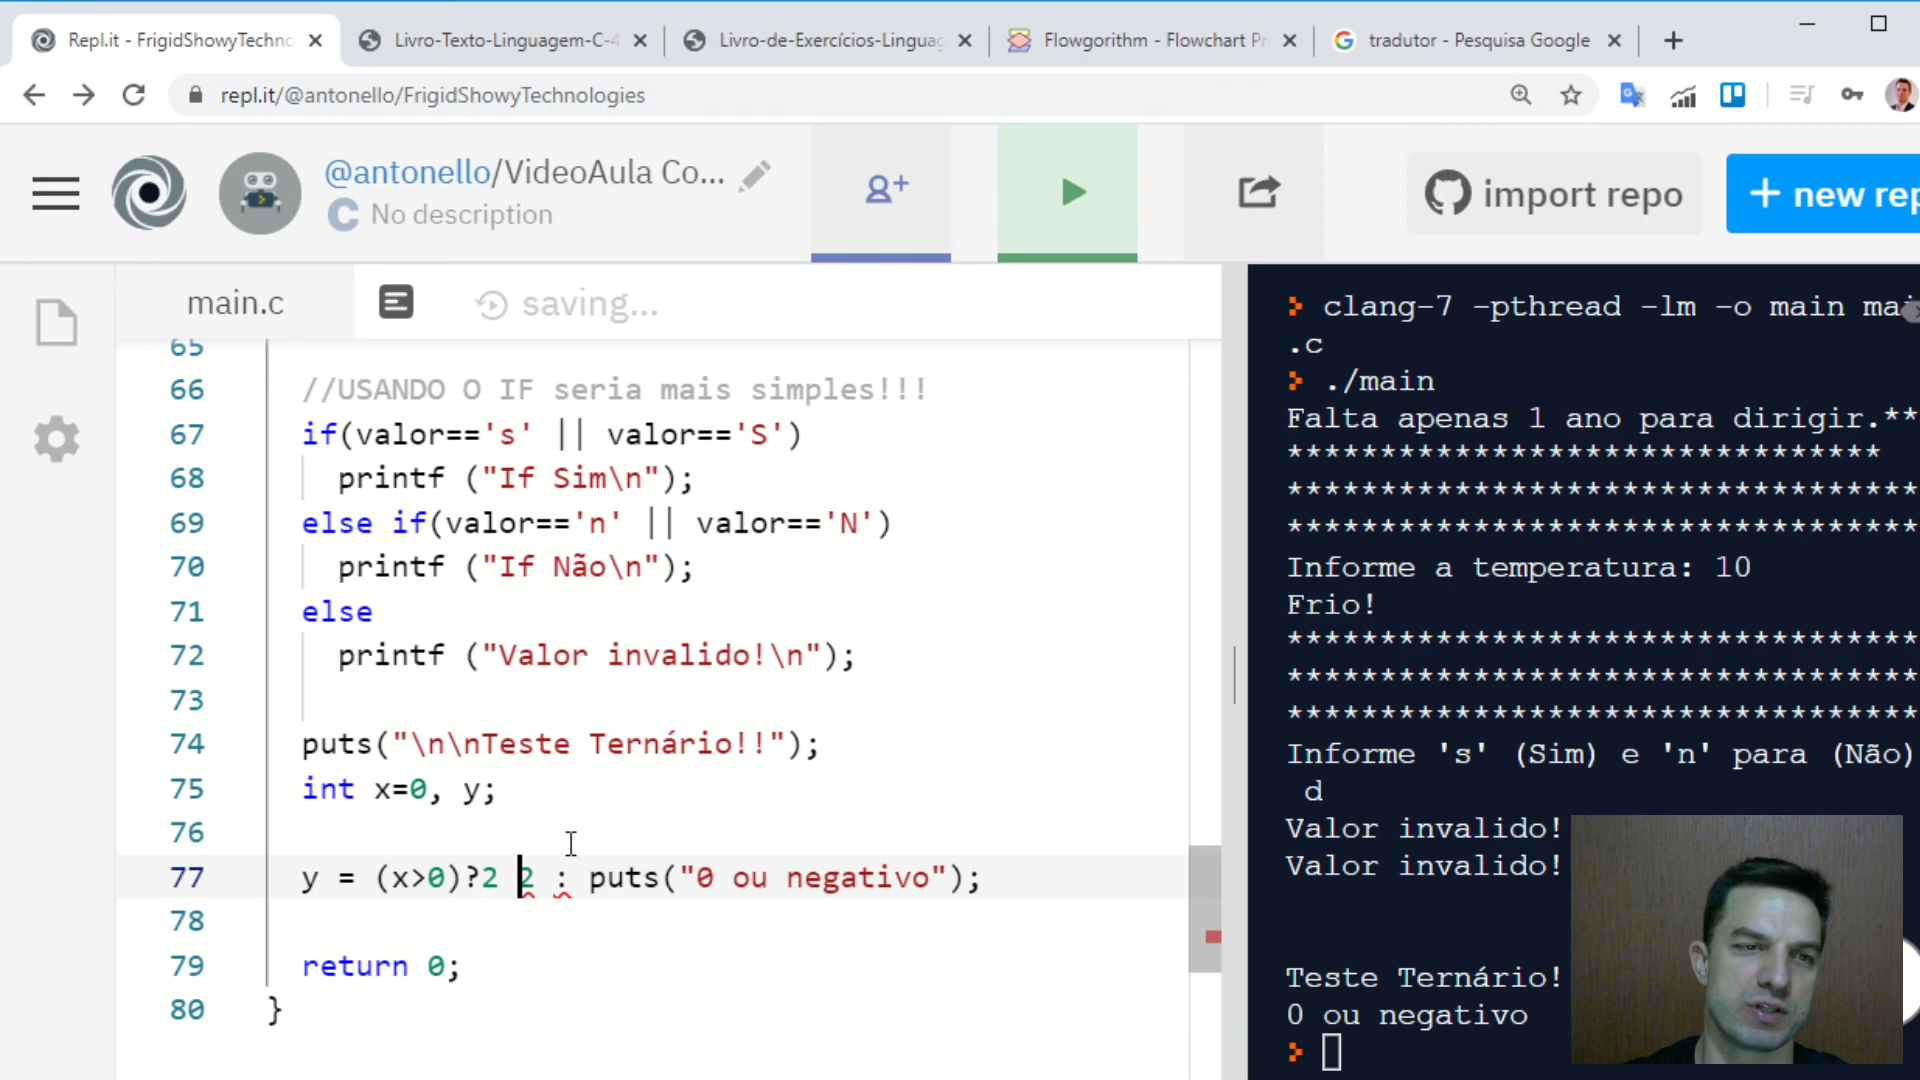 Repl.it - FrigidShowyTechno
Livro-Texto-Linguagem-C-4
Livro-de-Exercícios-Linguag
Flowgorithm - Flowchart Pr
tradutor - Pesquisa Google
repl.it/@antonello/FrigidShowyTechnologies
@antonello/VideoAula Co...
C No description
import repo
+ new rep
main.c
saving...
65
66 //USANDO O IF seria mais simples!!!
67 if(valor=='s' || valor=='S')
68 printf ("If Sim\n");
69 else if(valor=='n' || valor=='N')
70 printf ("If Não\n");
71 else
72 printf ("Valor invalido!\n");
73
74 puts("\n\nTeste Ternário!!");
75 int x=0, y;
76
77 y = (x>0)?2 2 : puts("0 ou negativo");
78
79 return 0;
80 }
clang-7 -pthread -lm -o main mai
.c
./main
Falta apenas 1 ano para dirigir.**
********************************
**********************************
**********************************
Informe a temperatura: 10
Frio!
**********************************
**********************************
**********************************
Informe 's' (Sim) e 'n' para (Não)
d
Valor invalido!
Valor invalido!
Teste Ternário!
0 ou negativo